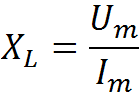 X_L = U_m / I_m